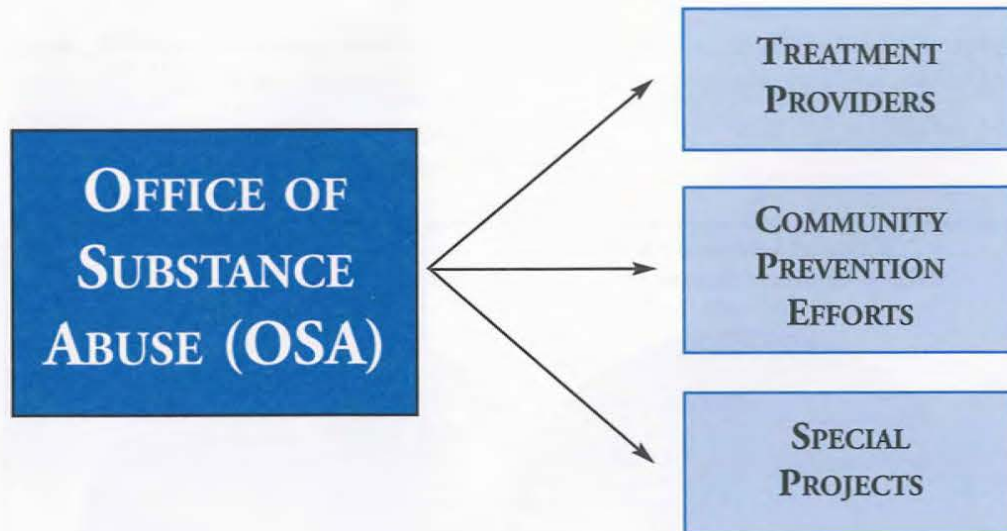 OFFICE OF
SUBSTANCE
ABUSE (OSA)
TREATMENT
PROVIDERS
COMMUNITY
PREVENTION
EFFORTS
SPECIAL
PROJECTS